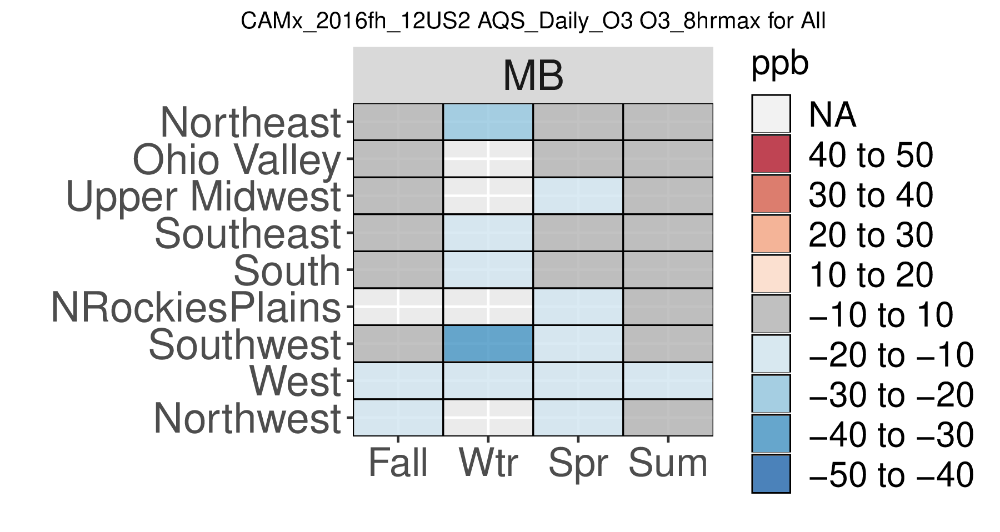 CAMx_2016fh_12US2 AQS_Daily_O3 O3_8hrmax for All
MB
Northeast
Ohio Valley
Upper Midwest
Southeast
South
NRockiesPlains
Southwest
West
Northwest
Fall Wtr Spr Sum
ppb
NA
40 to 50
30 to 40
20 to 30
10 to 20
−10 to 10
−20 to −10
−30 to −20
−40 to −30
−50 to −40